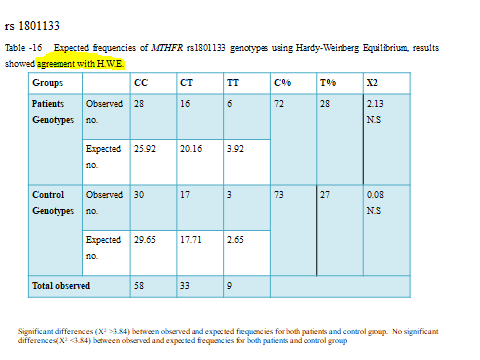 rs 1801133
Table -16 Expected frequencies of MTHFR rs1801133 genotypes using Hardy-Weinberg Equilibrium, results
showed agreement with H.W.E.
Groups CC CT TT C% T% X2
Patients Observed 28 16 6 72 28 2.13
Genotypes no. N.S
Expected 25.92 20.16 3.92
no.
Control Observed 30 17 3 73 27 0.08
Genotypes no. N.S
Expected 29.65 17.71 2.65
no.
Total observed 58 33 9
Significant differences (X² >3.84) between observed and expected frequencies for both patients and control group. No significant
differences(X² <3.84) between observed and expected frequencies for both patients and control group